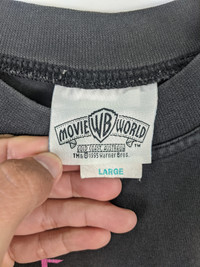 MOVIE WB WORLD
TM & © 1995 Warner Bros.
LARGE